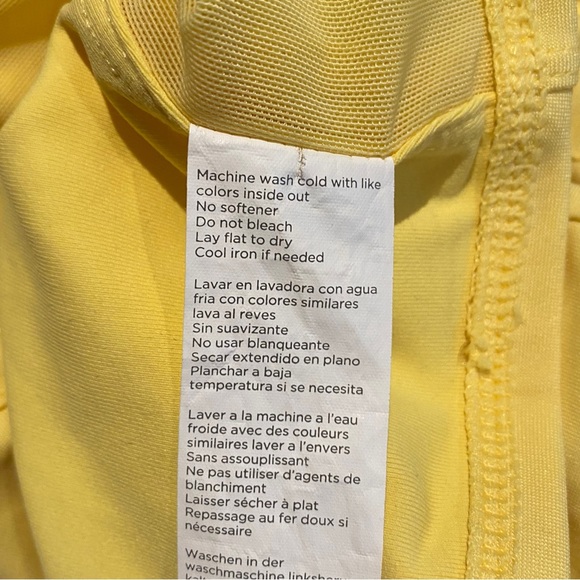 Machine wash cold with like
colors inside out
No softener
Do not bleach
Lay flat to dry
Cool iron if needed
Lavar en lavadora con agua
fria con colores similares
lava al reves
Sin suavizante
No usar blanqueante
Secar extendido en plano
Planchar a baja
temperatura si se necesita
Laver a la machine a l'eau
froide avec des couleurs
similaires laver a l'envers
Sans assouplissant
Ne pas utiliser d'agents de
blanchiment
Laisser sécher à plat
Repassage au fer doux si
nécessaire
Waschen in der
waschmaschine links